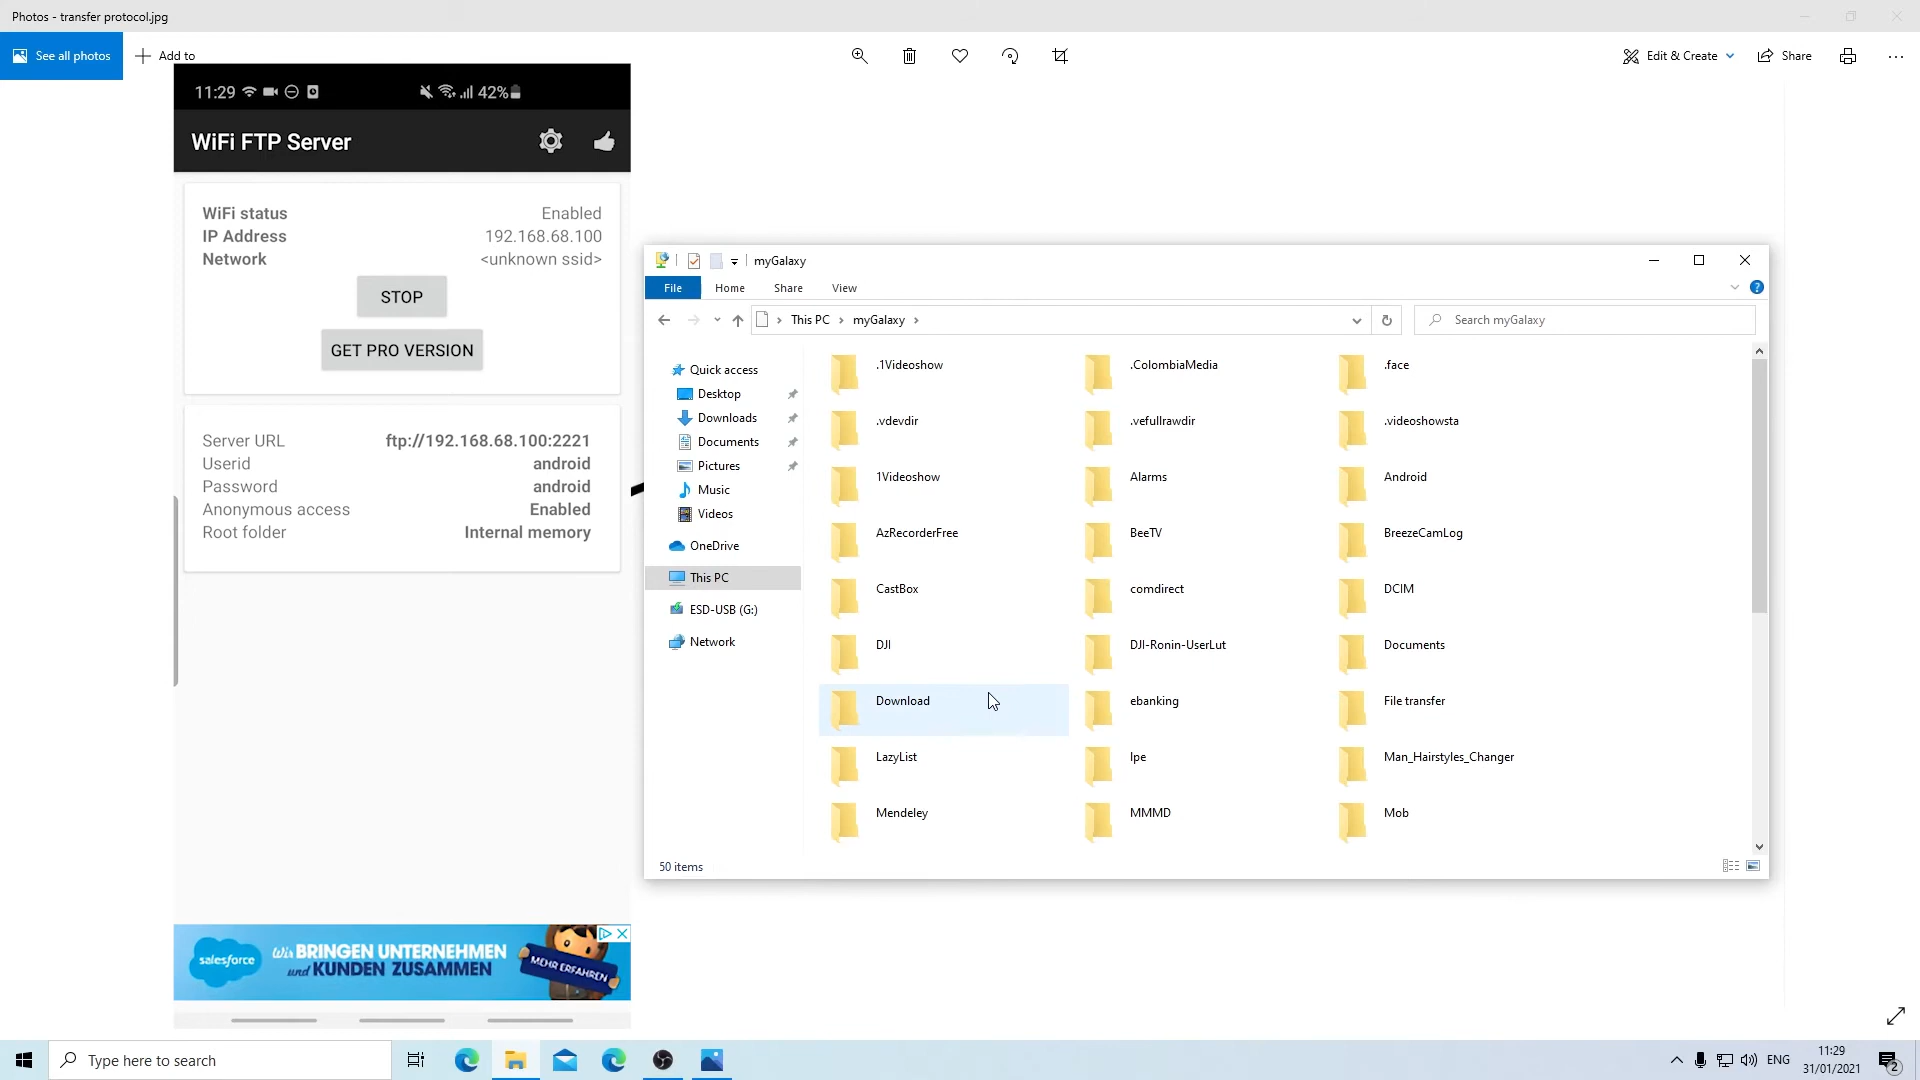 Photos - transfer protocol.jpg
See all photos
Add to
Edit & Create
Share
11:29
42%
WiFi FTP Server
WiFi status Enabled
IP Address 192.168.68.100
Network <unknown ssid>
STOP
GET PRO VERSION
Server URL ftp://192.168.68.100:2221
Userid android
Password android
Anonymous access Enabled
Root folder Internal memory
salesforce
Wir BRINGEN UNTERNEHMEN
und KUNDEN ZUSAMMEN
MEHR ERFAHREN
myGalaxy
File Home Share View
This PC > myGalaxy >
Search myGalaxy
Quick access
Desktop
Downloads
Documents
Pictures
Music
Videos
OneDrive
This PC
ESD-USB (G:)
Network
.1Videoshow .ColombiaMedia .face
.vdevdir .vefullrawdir .videoshowsta
1Videoshow Alarms Android
AzRecorderFree BeeTV BreezeCamLog
CastBox comdirect DCIM
DJI DJI-Ronin-UserLut Documents
Download ebanking File transfer
LazyList Man_Hairstyles_Changer
Mendeley MMMD Mob
50 items
Type here to search
ENG
11:29
31/01/2021
2